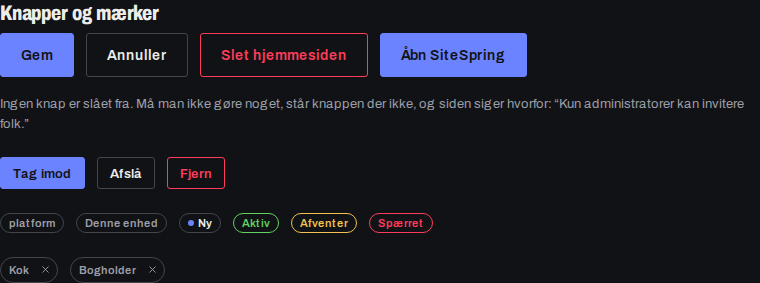 Knapper og mærker
Gem Annuller Slet hjemmesiden Åbn SiteSpring
Ingen knap er slået fra. Må man ikke gøre noget, står knappen der ikke, og siden siger hvorfor: “Kun administratorer kan invitere
folk.”
Tag imod Afslå Fjern
platform Denne enhed Ny Aktiv Afventer Spærret
Kok × Bogholder ×